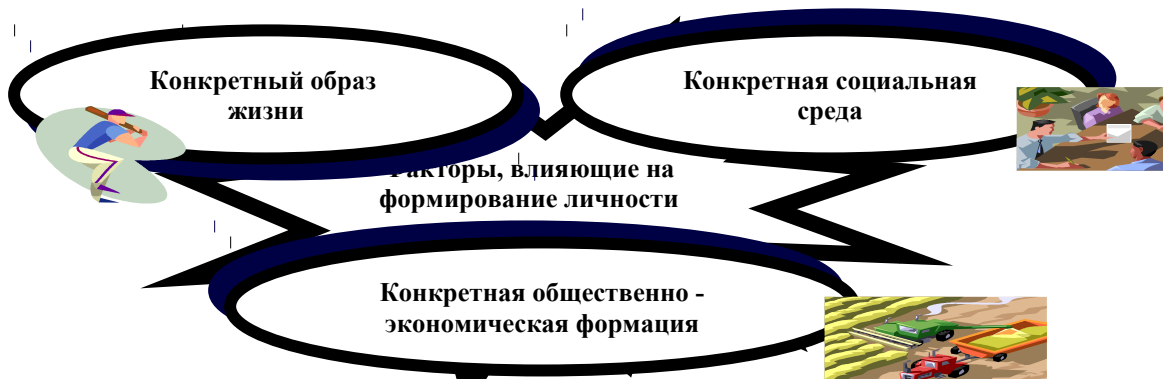 Конкретный образ
жизни
Конкретная социальная
среда
Факторы, влияющие на
формирование личности
Конкретная общественно -
экономическая формация